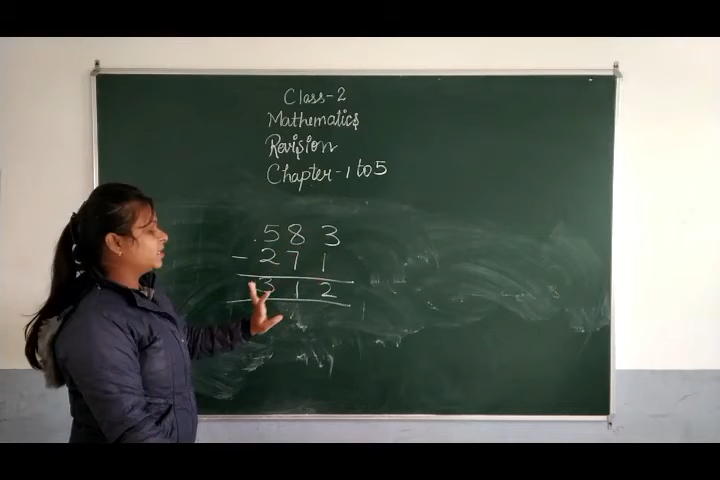 Class-2
Mathematics
Revision
Chapter-1 to 5
583
- 271
312